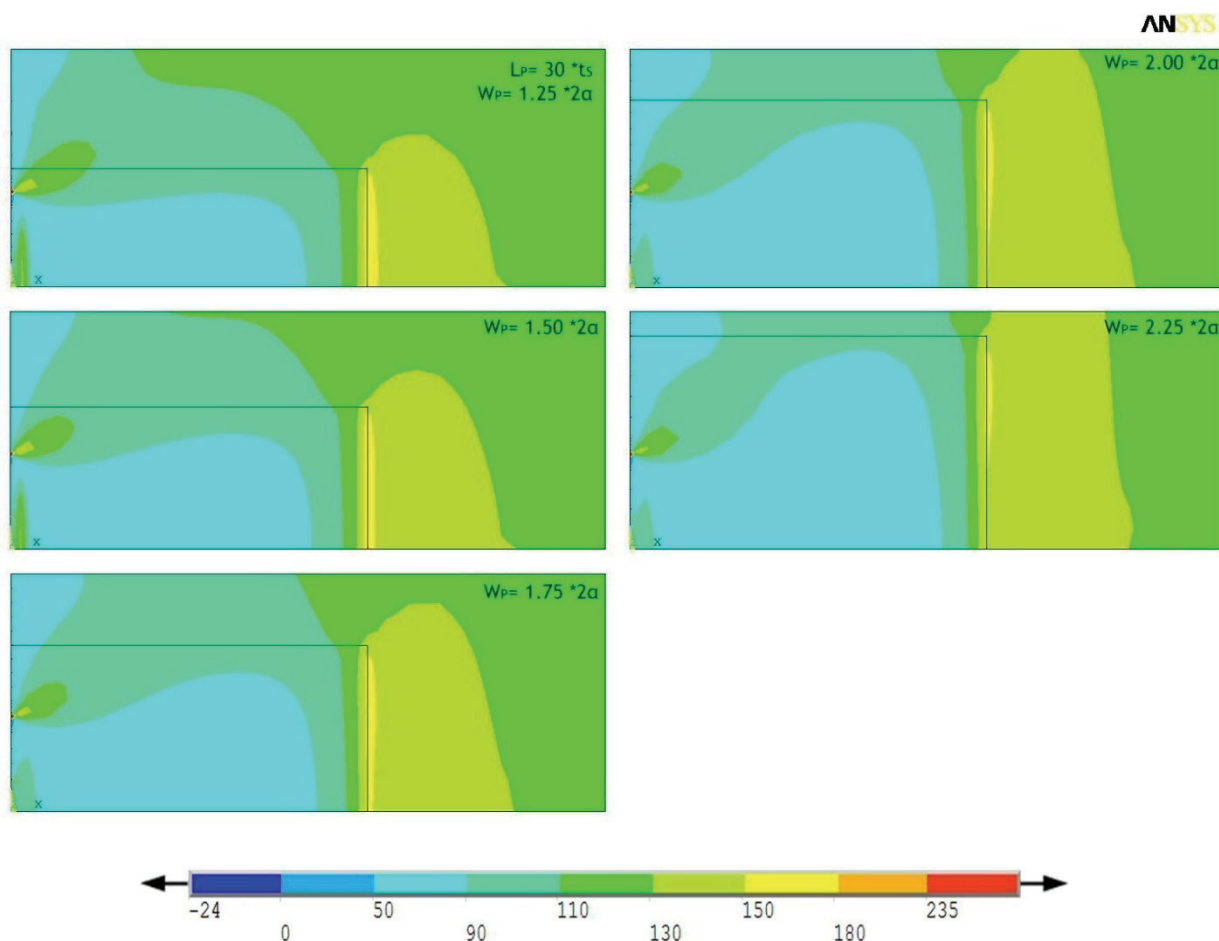 ANSYS
LP= 30 *ts
WP= 1.25 *2a
x
WP= 2.00 *2a
x
WP= 1.50 *2a
x
WP= 2.25 *2a
x
WP= 1.75 *2a
x
-24 50 110 150 235
0 90 130 180